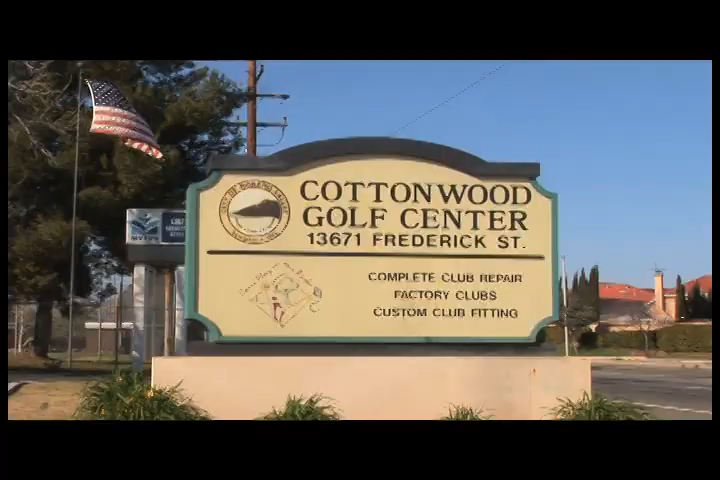 COTTONWOOD
GOLF CENTER
13671 FREDERICK ST.
COMPLETE CLUB REPAIR
FACTORY CLUBS
CUSTOM CLUB FITTING